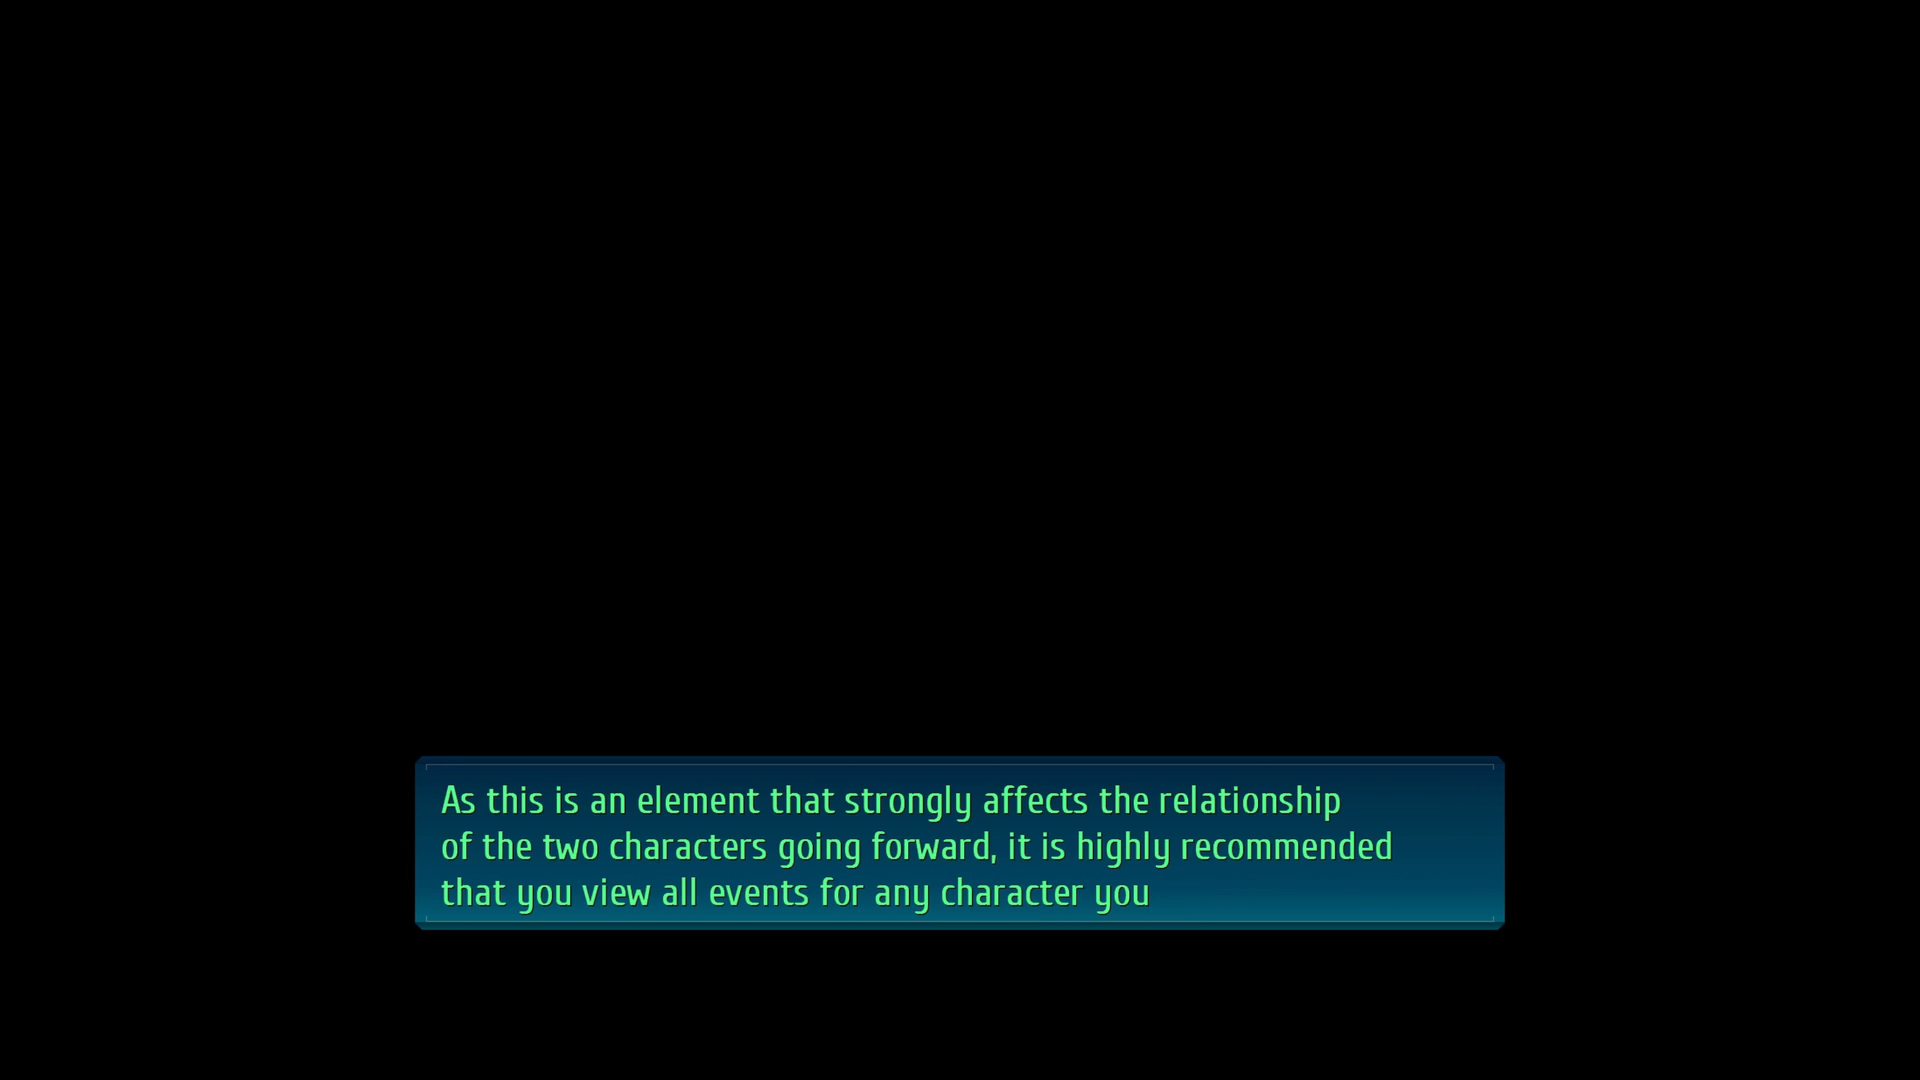 As this is an element that strongly affects the relationship
of the two characters going forward, it is highly recommended
that you view all events for any character you